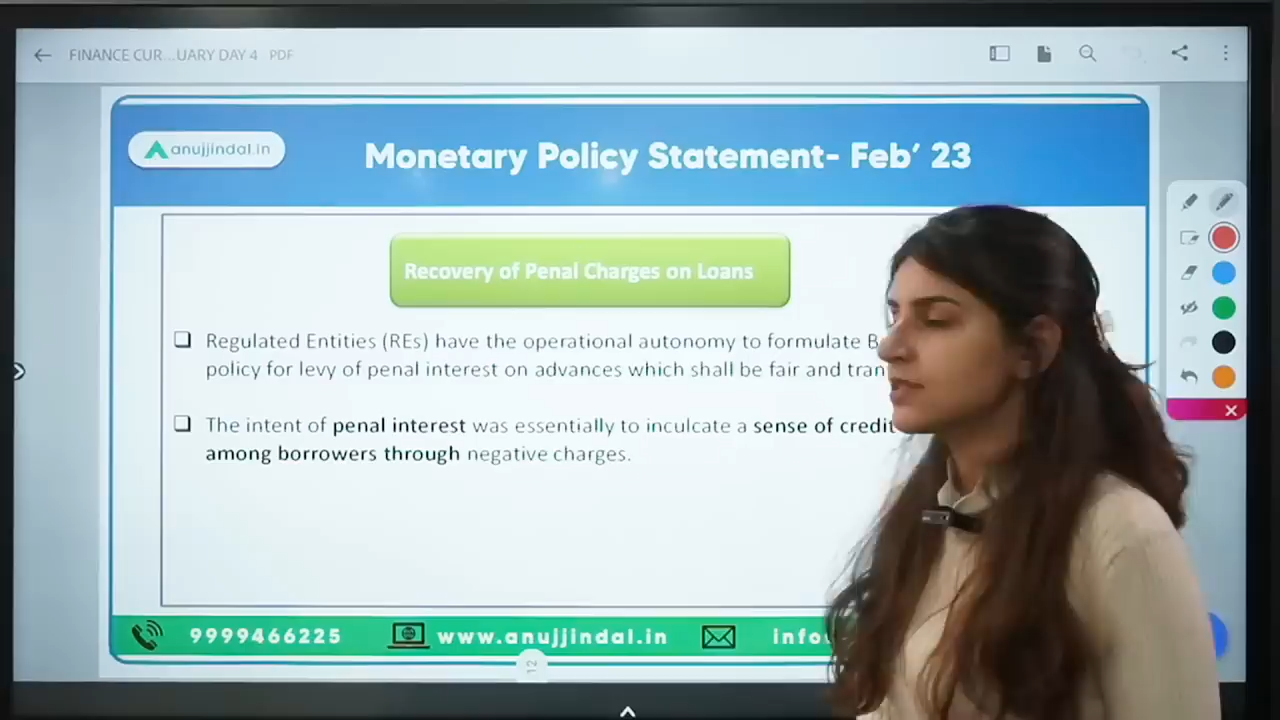 FINANCE CUR...UARY DAY 4 PDF
anujjindal.in
Monetary Policy Statement- Feb' 23
Recovery of Penal Charges on Loans
Regulated Entities (REs) have the operational autonomy to formulate
policy for levy of penal interest on advances which shall be fair and
The intent of penal interest was essentially to inculcate a sense of credit
among borrowers through negative charges.
9999466225 www.anujjindal.in
12